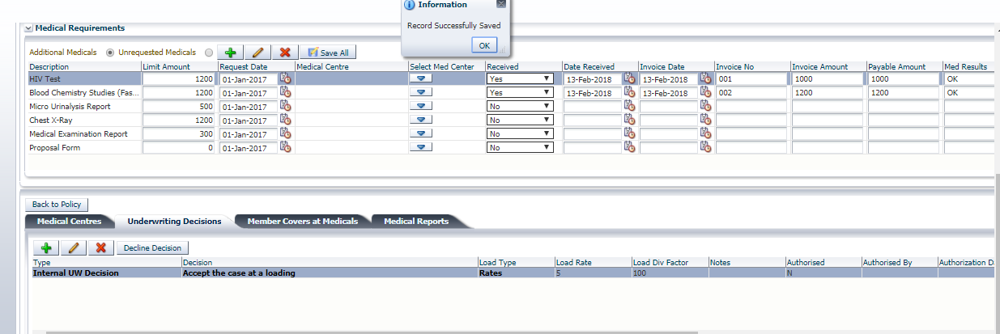 Information
Record Successfully Saved
OK
Medical Requirements
Additional Medicals Unrequested Medicals Save All
Description Limit Amount Request Date Medical Centre Select Med Center Received Date Received Invoice Date Invoice No Invoice Amount Payable Amount Med Results
HIV Test 1200 01-Jan-2017 Yes 13-Feb-2018 13-Feb-2018 001 1000 1000 OK
Blood Chemistry Studies (Fas... 1200 01-Jan-2017 Yes 13-Feb-2018 13-Feb-2018 002 1200 1200 OK
Micro Urinalysis Report 500 01-Jan-2017 No
Chest X-Ray 1200 01-Jan-2017 No
Medical Examination Report 300 01-Jan-2017 No
Proposal Form 0 01-Jan-2017 No
Back to Policy
Medical Centres Underwriting Decisions Member Covers at Medicals Medical Reports
Decline Decision
Type Decision Load Type Load Rate Load Div Factor Notes Authorised Authorised By Authorization D
Internal UW Decision Accept the case at a loading Rates 5 100 N